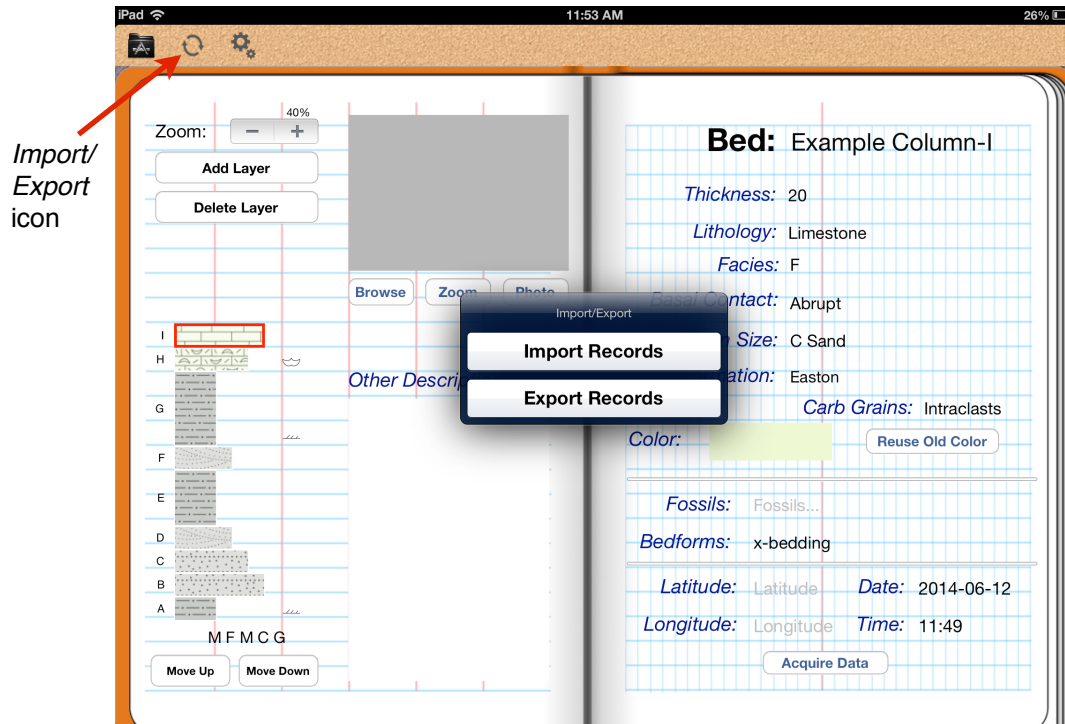 iPad 11:53 AM 26%
Import/
Export
icon
40%
Zoom: − +
Add Layer
Delete Layer
Browse Zoom Photo
I
H
G
F
E
D
C
B
A
M F M C G
Move Up Move Down
Other Descrip
Import/Export
Import Records
Export Records
Bed: Example Column-I
Thickness: 20
Lithology: Limestone
Facies: F
Basal Contact: Abrupt
Size: C Sand
ation: Easton
Carb Grains: Intraclasts
Color: Reuse Old Color
Fossils: Fossils...
Bedforms: x-bedding
Latitude: Latitude Date: 2014-06-12
Longitude: Longitude Time: 11:49
Acquire Data